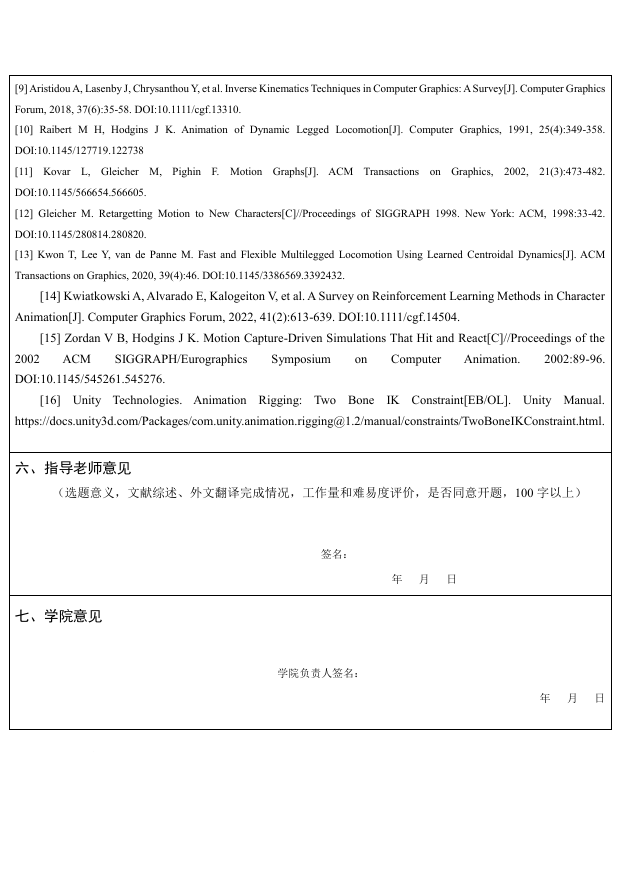 [9] Aristidou A, Lasenby J, Chrysanthou Y, et al. Inverse Kinematics Techniques in Computer Graphics: A Survey[J]. Computer Graphics
Forum, 2018, 37(6):35-58. DOI:10.1111/cgf.13310.
[10] Raibert M H, Hodgins J K. Animation of Dynamic Legged Locomotion[J]. Computer Graphics, 1991, 25(4):349-358.
DOI:10.1145/127719.122738
[11] Kovar L, Gleicher M, Pighin F. Motion Graphs[J]. ACM Transactions on Graphics, 2002, 21(3):473-482.
DOI:10.1145/566654.566605.
[12] Gleicher M. Retargetting Motion to New Characters[C]//Proceedings of SIGGRAPH 1998. New York: ACM, 1998:33-42.
DOI:10.1145/280814.280820.
[13] Kwon T, Lee Y, van de Panne M. Fast and Flexible Multilegged Locomotion Using Learned Centroidal Dynamics[J]. ACM
Transactions on Graphics, 2020, 39(4):46. DOI:10.1145/3386569.3392432.
[14] Kwiatkowski A, Alvarado E, Kalogeiton V, et al. A Survey on Reinforcement Learning Methods in Character
Animation[J]. Computer Graphics Forum, 2022, 41(2):613-639. DOI:10.1111/cgf.14504.
[15] Zordan V B, Hodgins J K. Motion Capture-Driven Simulations That Hit and React[C]//Proceedings of the
2002 ACM SIGGRAPH/Eurographics Symposium on Computer Animation. 2002:89-96.
DOI:10.1145/545261.545276.
[16] Unity Technologies. Animation Rigging: Two Bone IK Constraint[EB/OL]. Unity Manual.
https://docs.unity3d.com/Packages/com.unity.animation.rigging@1.2/manual/constraints/TwoBoneIKConstraint.html.
六、指导老师意见
（选题意义，文献综述、外文翻译完成情况，工作量和难易度评价，是否同意开题，100 字以上）
签名：
年 月 日
七、学院意见
学院负责人签名：
年 月 日